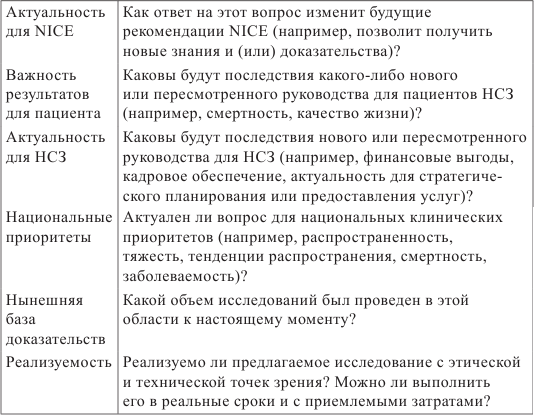 Актуальность для NICE
Как ответ на этот вопрос изменит будущие
рекомендации NICE (например, позволит получить
новые знания и (или) доказательства)?
Важность
результатов
для пациента
Каковы будут последствия какого-либо нового
или пересмотренного руководства для пациентов НСЗ
(например, смертность, качество жизни)?
Актуальность
для НСЗ
Каковы будут последствия нового или пересмотренного
руководства для НСЗ (например, финансовые выгоды,
кадровое обеспечение, актуальность для стратегиче-
ского планирования или предоставления услуг)?
Национальные
приоритеты
Актуален ли вопрос для национальных клинических
приоритетов (например, распространенность,
тяжесть, тенденции распространения, смертность,
заболеваемость)?
Нынешняя
база
доказательств
Какой объем исследований был проведен в этой
области к настоящему моменту?
Реализуемость
Реализуемо ли предлагаемое исследование с этической
и технической точек зрения? Можно ли выполнить
его в реальные сроки и с приемлемыми затратами?